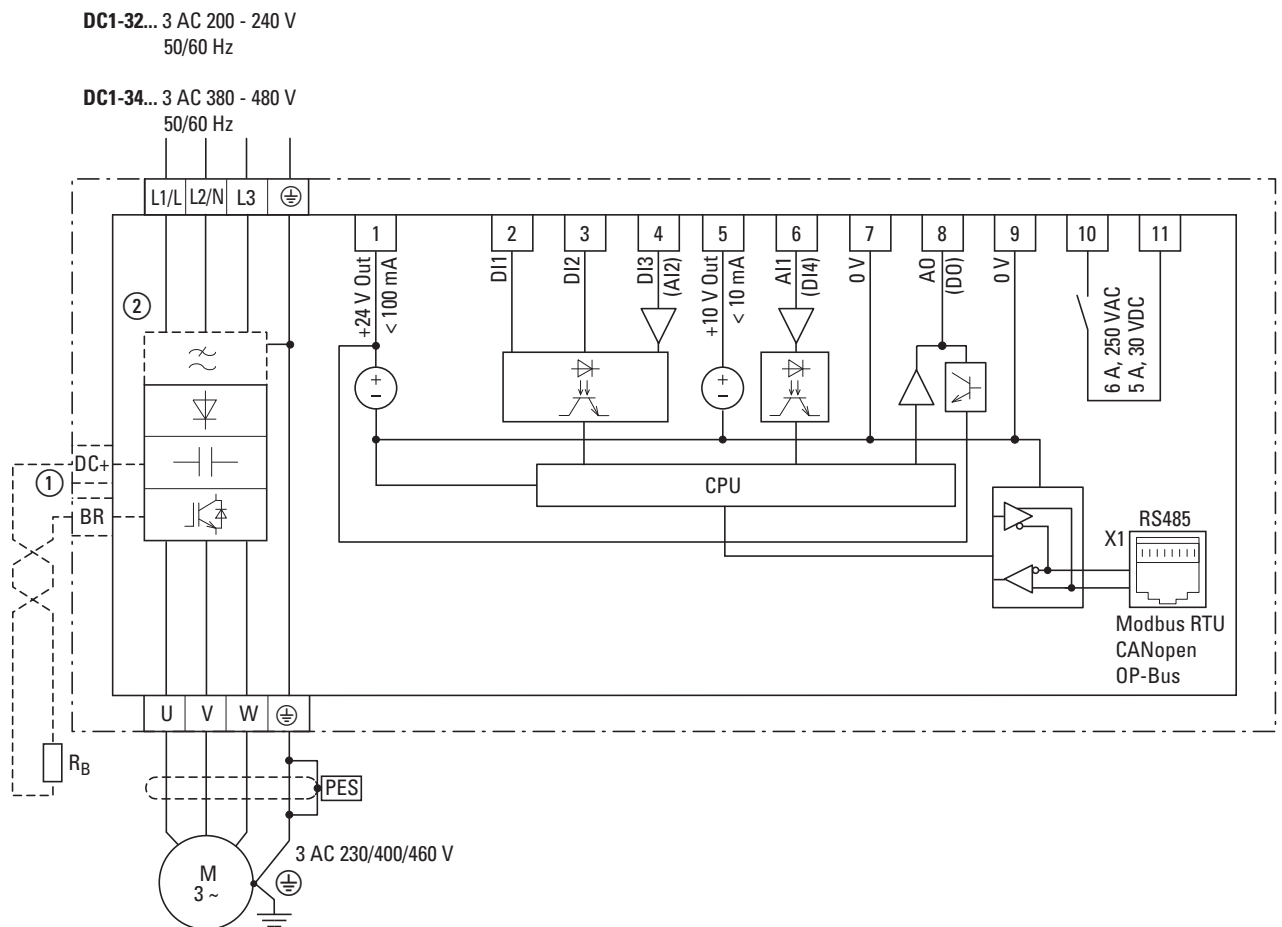 DC1-32... 3 AC 200 - 240 V
50/60 Hz
DC1-34... 3 AC 380 - 480 V
50/60 Hz
L1/L L2/N L3
1 2 3 4 5 6 7 8 9 10 11
+24 V Out
< 100 mA
DI1
DI2
DI3
(AI2)
+10 V Out
< 10 mA
AI1
(DI4)
0 V
AO
(DO)
0 V
6 A, 250 VAC
5 A, 30 VDC
2
+
−
+
−
DC+
1
BR
CPU
RS485
X1
Modbus RTU
CANopen
OP-Bus
U V W
RB
PES
3 AC 230/400/460 V
M
3 ~